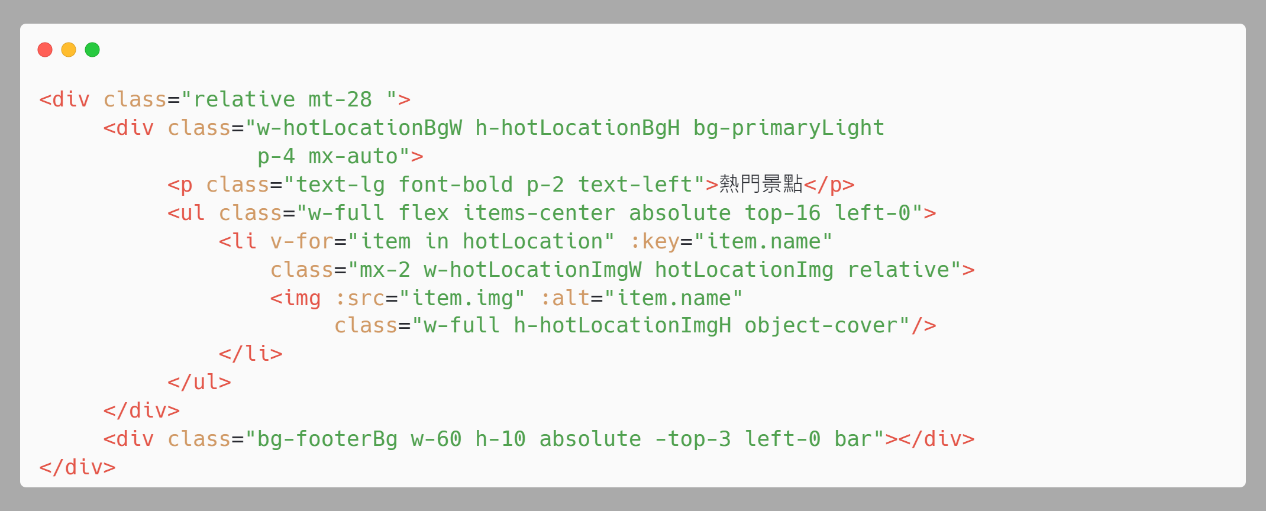 <div class="relative mt-28 ">
<div class="w-hotLocationBgW h-hotLocationBgH bg-primaryLight
p-4 mx-auto">
<p class="text-lg font-bold p-2 text-left">熱門景點</p>
<ul class="w-full flex items-center absolute top-16 left-0">
<li v-for="item in hotLocation" :key="item.name"
class="mx-2 w-hotLocationImgW hotLocationImg relative">
<img :src="item.img" :alt="item.name"
class="w-full h-hotLocationImgH object-cover"/>
</li>
</ul>
</div>
<div class="bg-footerBg w-60 h-10 absolute -top-3 left-0 bar"></div>
</div>